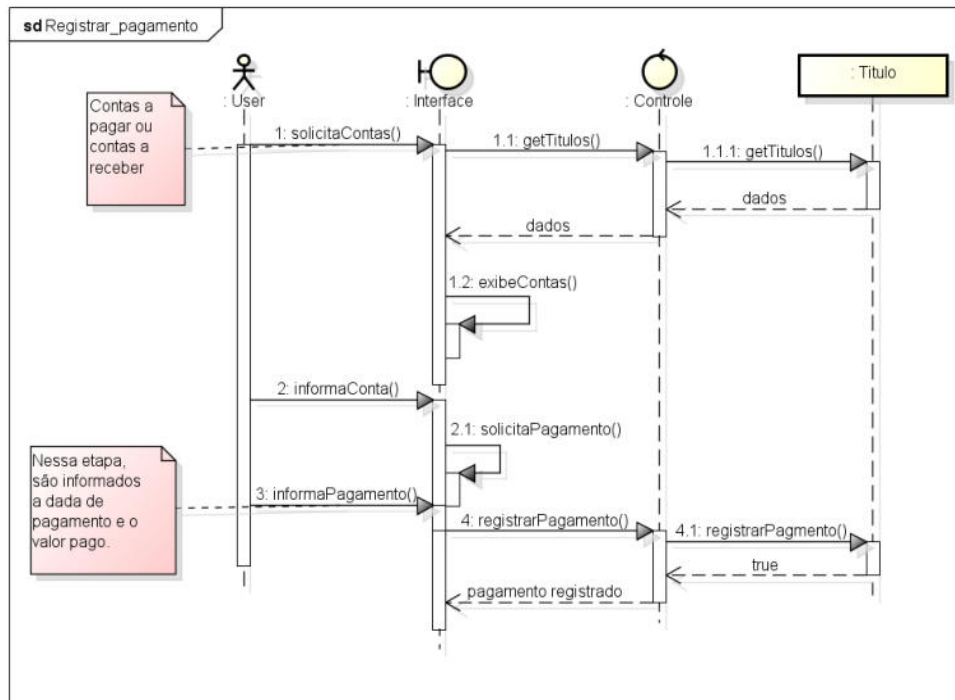 sd Registrar_pagamento
: User
: Interface
: Controle
: Titulo
Contas a
pagar ou
contas a
receber
1: solicitaContas()
1.1: getTitulos()
1.1.1: getTitulos()
dados
dados
1.2: exibeContas()
2: informaConta()
2.1: solicitaPagamento()
Nessa etapa,
são informados
a dada de
pagamento e o
valor pago.
3: informaPagamento()
4: registrarPagamento()
4.1: registrarPagmento()
true
pagamento registrado